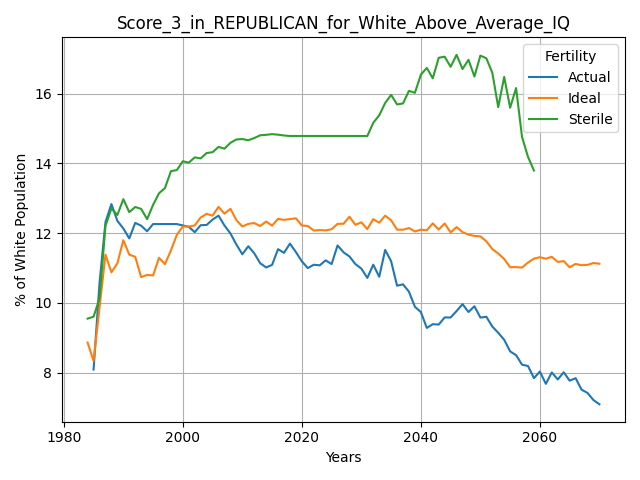 Score_3_in_REPUBLICAN_for_White_Above_Average_IQ
Fertility
Actual
Ideal
Sterile
% of White Population
16
14
12
10
8
1980
2000
2020
2040
2060
Years